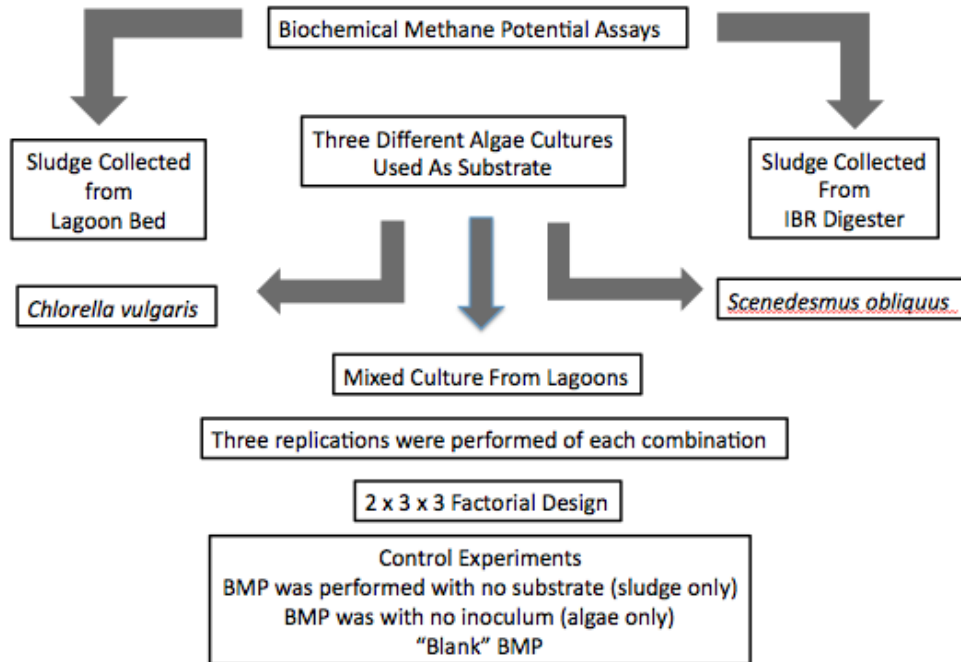 Biochemical Methane Potential Assays
Sludge Collected
from
Lagoon Bed
Three Different Algae Cultures
Used As Substrate
Sludge Collected
From
IBR Digester
Chlorella vulgaris
Scenedesmus obliquus
Mixed Culture From Lagoons
Three replications were performed of each combination
2 x 3 x 3 Factorial Design
Control Experiments
BMP was performed with no substrate (sludge only)
BMP was with no inoculum (algae only)
“Blank” BMP